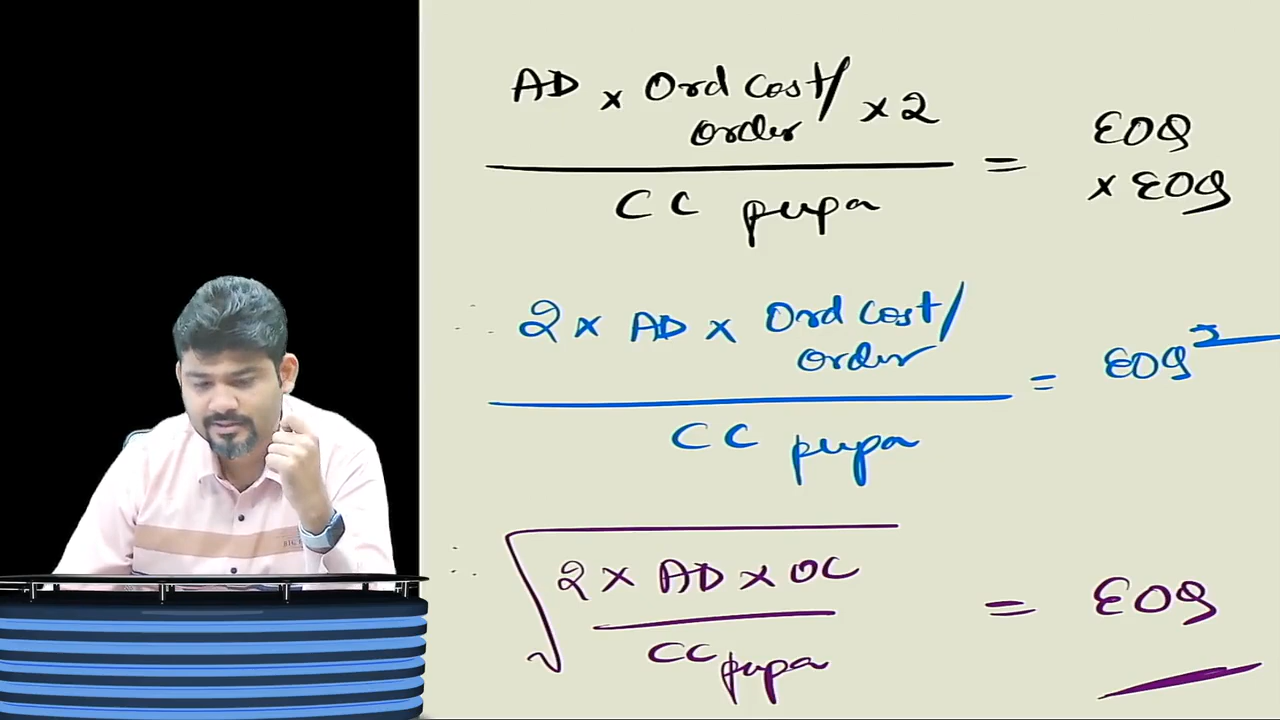 AD × Ord Cost/ order × 2 = EOQ × EOQ
CC pupa
∴ 2 × AD × Ord Cost/ order = EOQ²
CC pupa
∴ √ 2 × AD × OC = EOQ
CC pupa